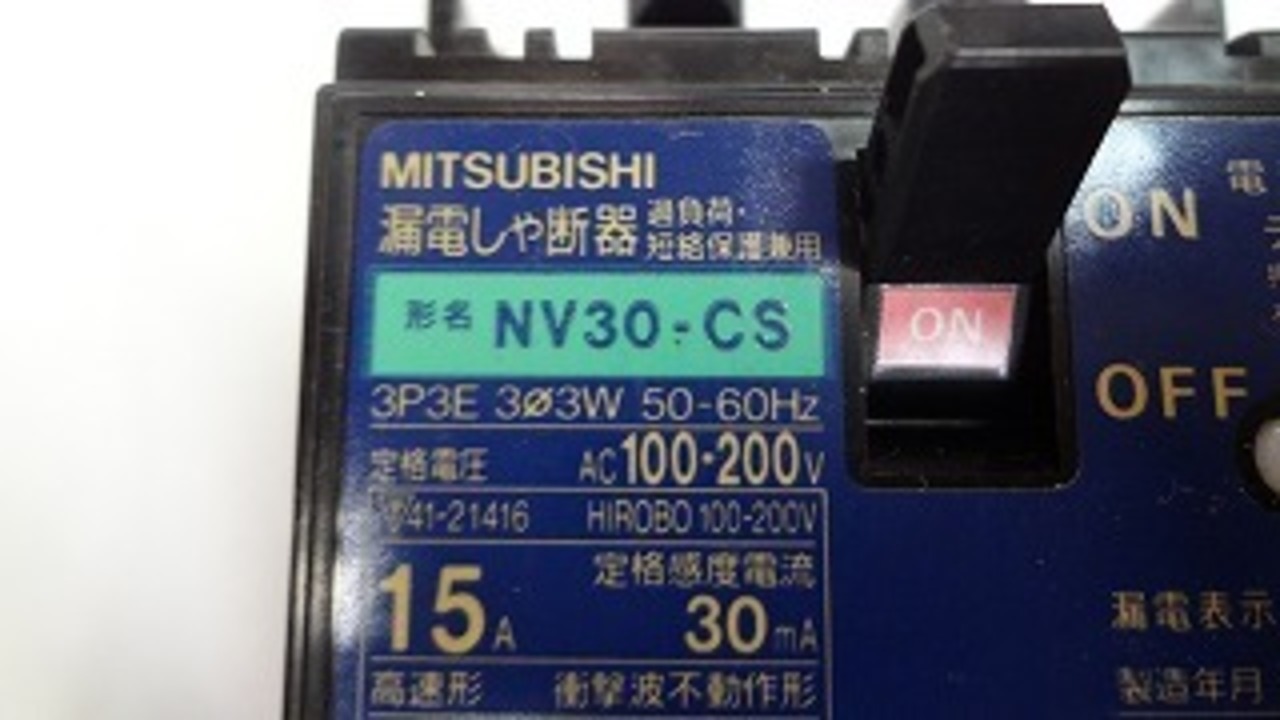 MITSUBISHI
漏電しゃ断器 過負荷・
短絡保護兼用
形名 NV30-CS
3P3E 3ø3W 50-60Hz
定格電圧 AC100・200V
41-21416 HIROBO 100-200V
定格感度電流
15A 30mA
高速形 衝撃波不動作形
ON
ON
電
OFF
漏電表示
製造年月